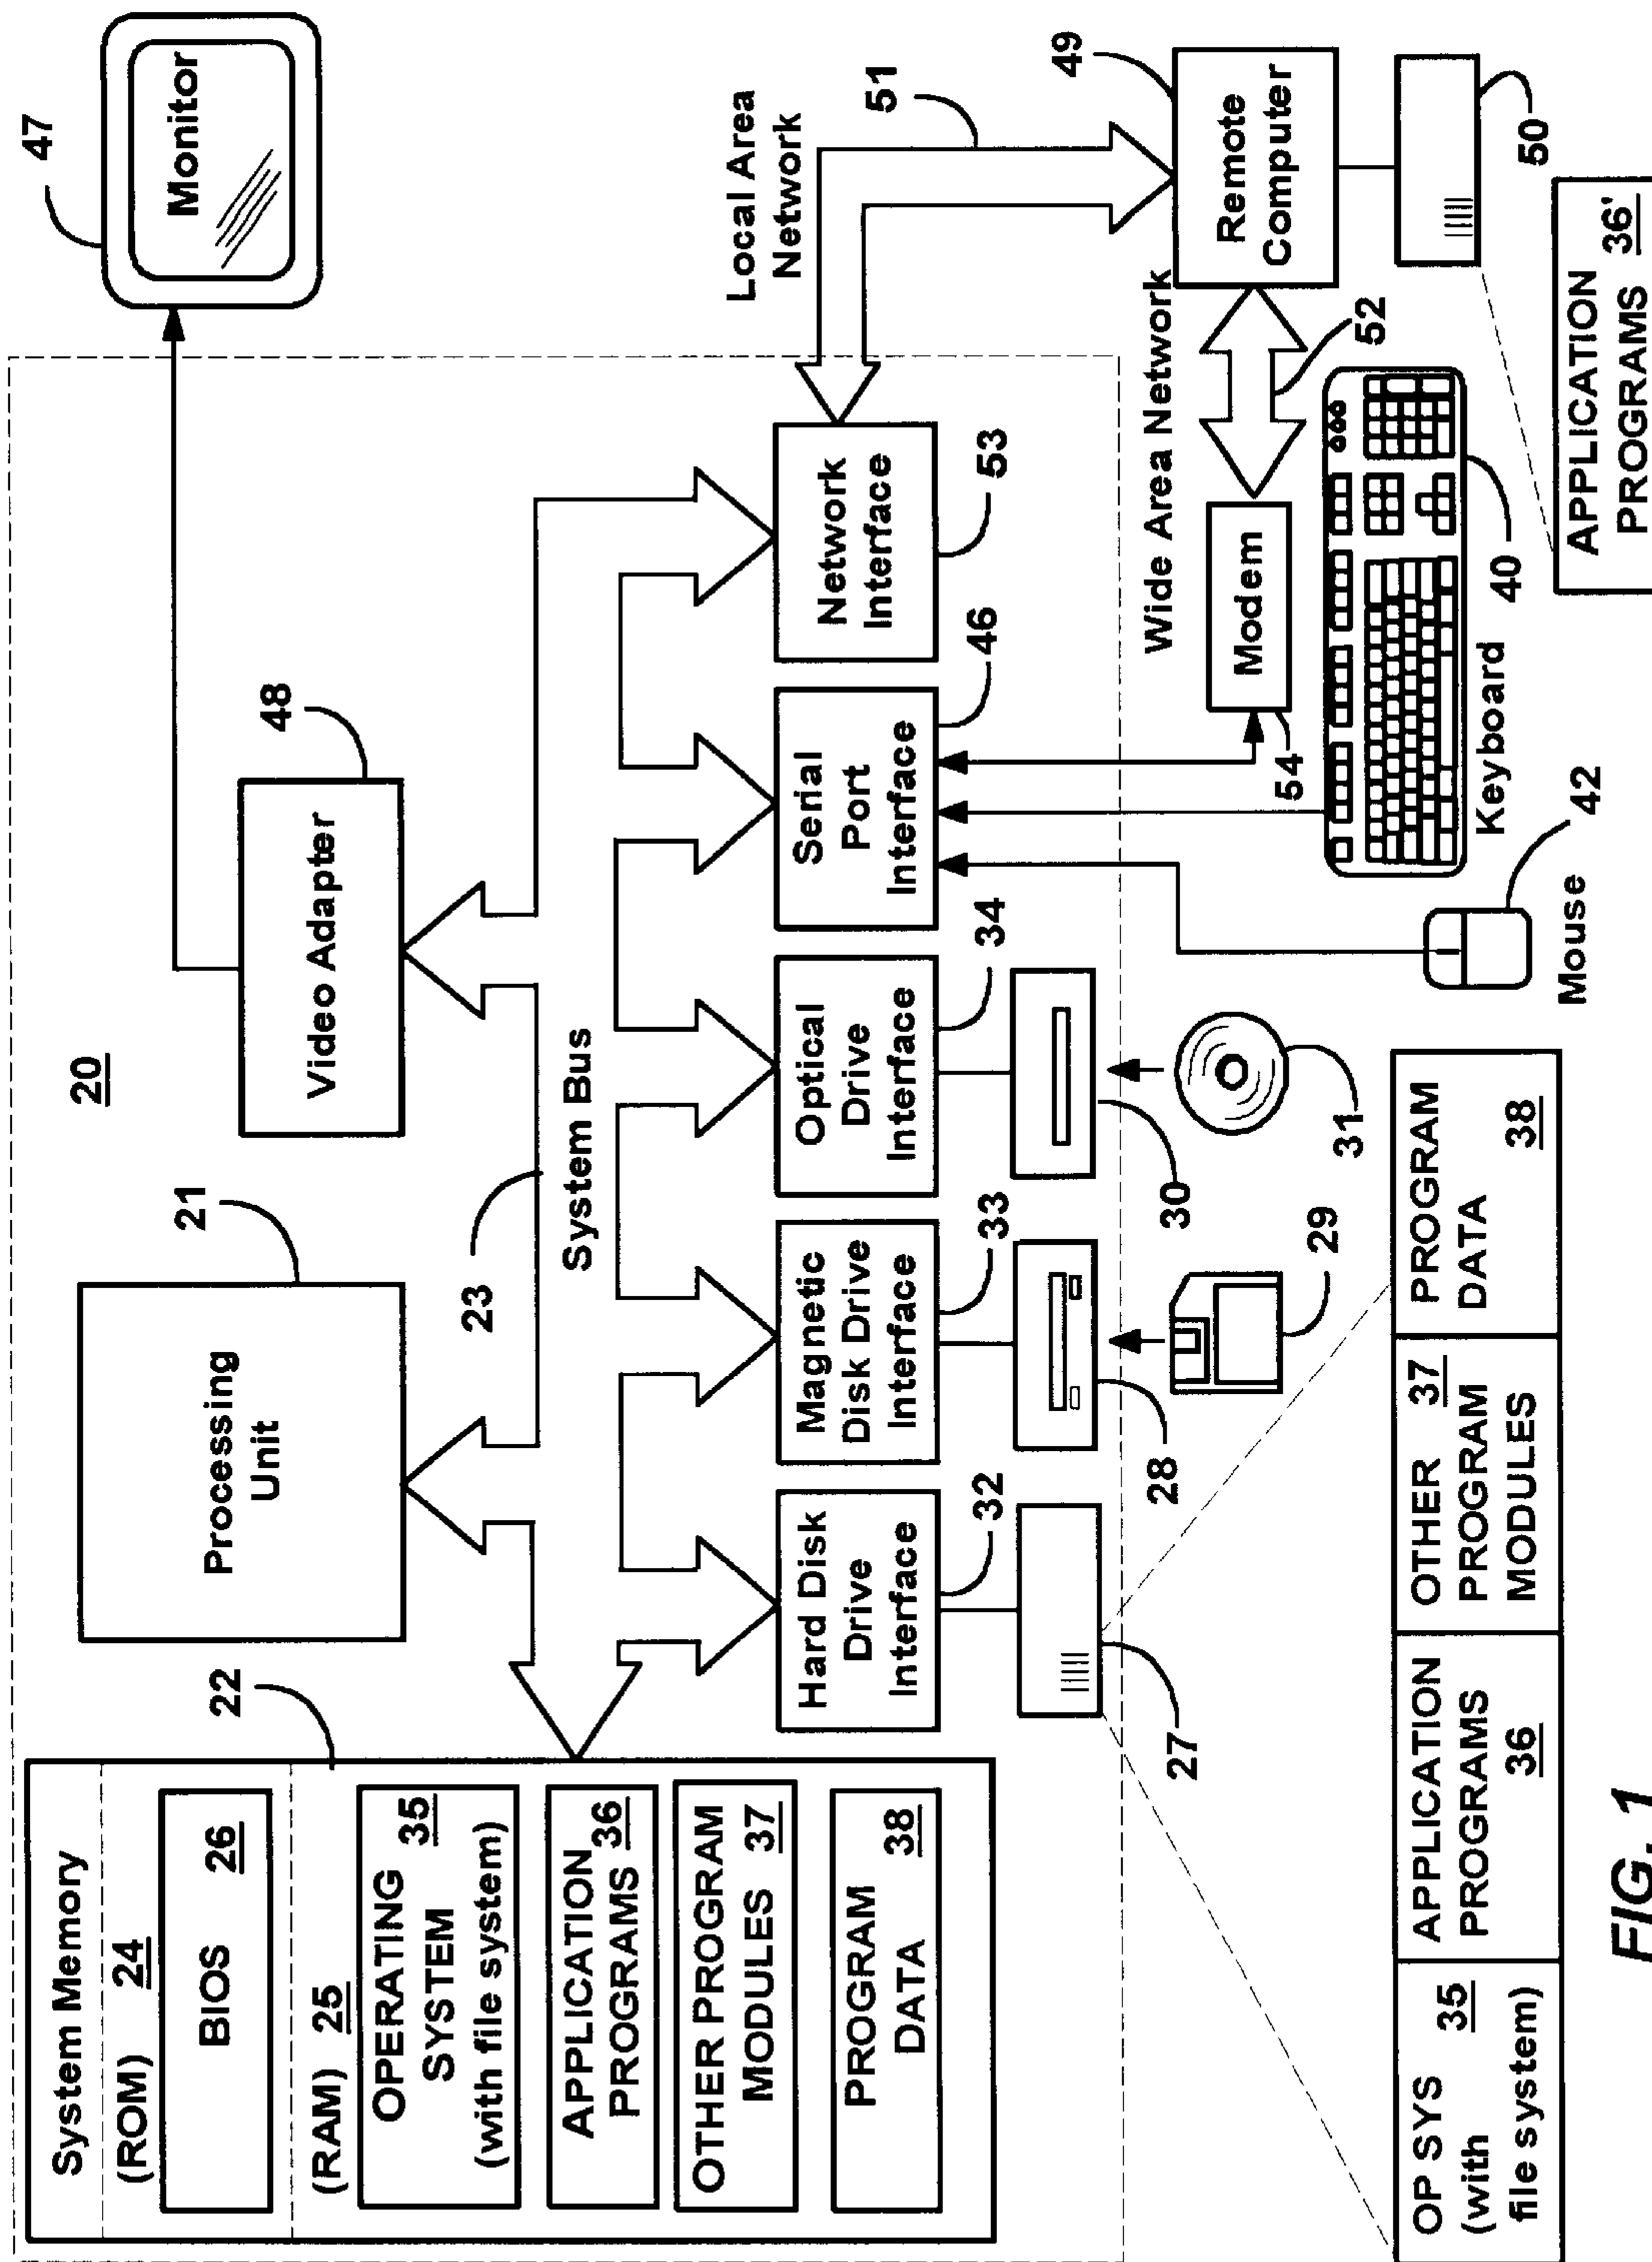 System Memory
(ROM) 24
BIOS 26
(RAM) 25
OPERATING 35
SYSTEM
(with file system)
APPLICATION
PROGRAMS 36
OTHER PROGRAM
MODULES 37
PROGRAM
DATA 38
22
Processing
Unit
21
20
Video Adapter
48
47
Monitor
23
System Bus
Hard Disk
Drive
Interface
32
Magnetic
Disk Drive
Interface
33
Optical
Drive
Interface
34
Serial
Port
Interface
46
Network
Interface
53
Local Area
Network
51
27
28
29
30
31
Wide Area Network
Modem
54
52
49
Remote
Computer
50
40
Keyboard
42
Mouse
OP SYS 35
(with
file system)
APPLICATION
PROGRAMS
36
OTHER 37
PROGRAM
MODULES
PROGRAM
DATA
38
APPLICATION
PROGRAMS 36'
FIG. 1